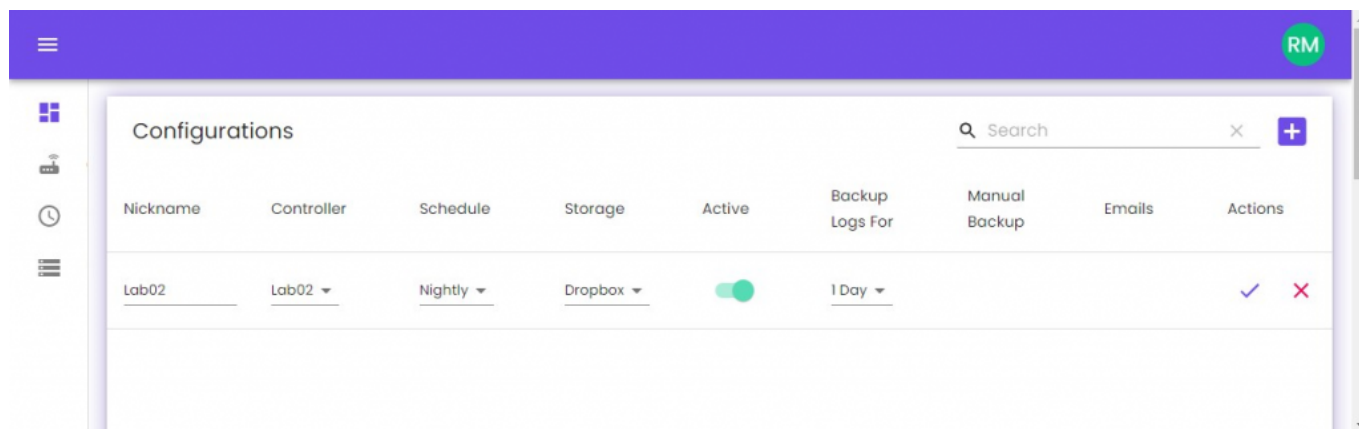 RM
Configurations
Search
Nickname Controller Schedule Storage Active Backup Logs For Manual Backup Emails Actions
Lab02 Lab02 Nightly Dropbox 1 Day